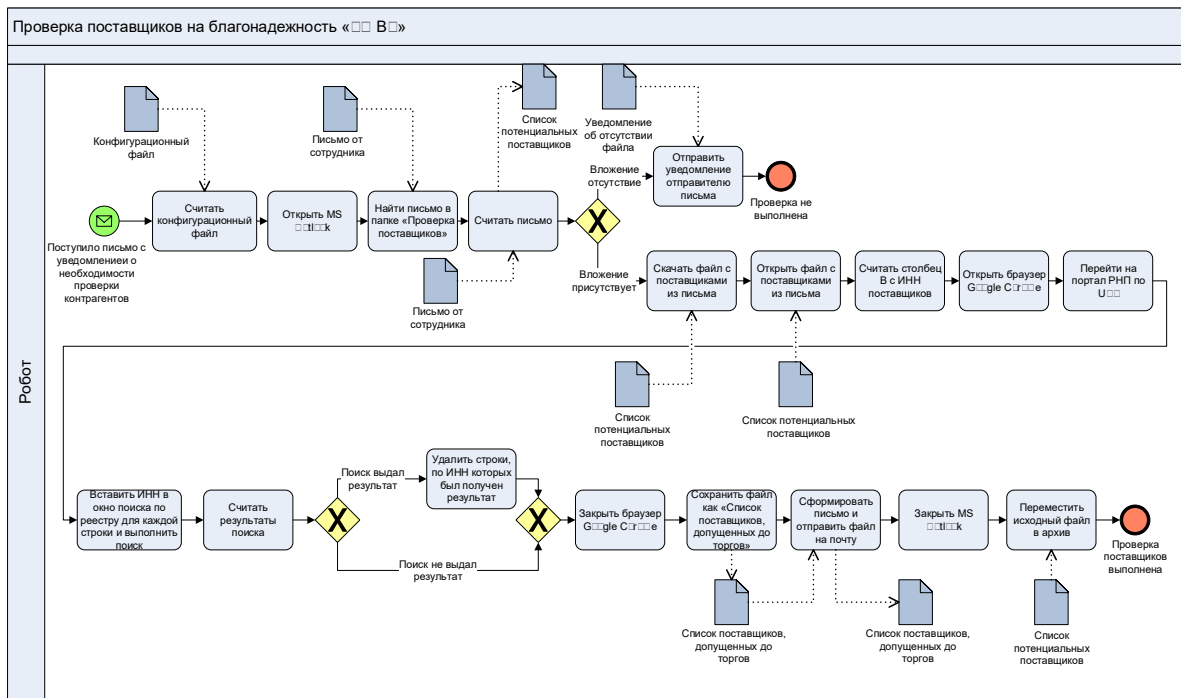 Проверка поставщиков на благонадежность
Робот
Конфигурационный
файл
Письмо от
сотрудника
Список
потенциальных
поставщиков
Уведомление
об отсутствии
файла
Отправить
уведомление
отправителю
письма
Проверка не
выполнена
Вложение
отсутствие
Поступило письмо с
уведомлениеи о
необходимости
проверки
контрагентов
Считать
конфигурационный
файл
Открыть MS
Найти письмо в
папке «Проверка
поставщиков»
Считать письмо
X
Письмо от
сотрудника
Вложение
присутствует
Скачать файл с
поставщиками
из письма
Открыть файл с
поставщиками
из письма
Считать столбец
В с ИНН
поставщиков
Открыть браузер
Перейти на
портал РНП по
Список
потенциальных
поставщиков
Список потенциальных
поставщиков
Вставить ИНН в
окно поиска по
реестру для каждой
строки и выполнить
поиск
Считать
результаты
поиска
X
Поиск выдал
результат
Удалить строки,
по ИНН которых
был получен
результат
Поиск не выдал
результат
X
Закрыть браузер
Сохранить файл
как «Список
поставщиков,
допущенных до
торгов»
Сформировать
письмо и
отправить файл
на почту
Закрыть MS
Переместить
исходный файл
в архив
Проверка
поставщиков
выполнена
Список поставщиков,
допущенных до
торгов
Список поставщиков,
допущенных до
торгов
Список
потенциальных
поставщиков